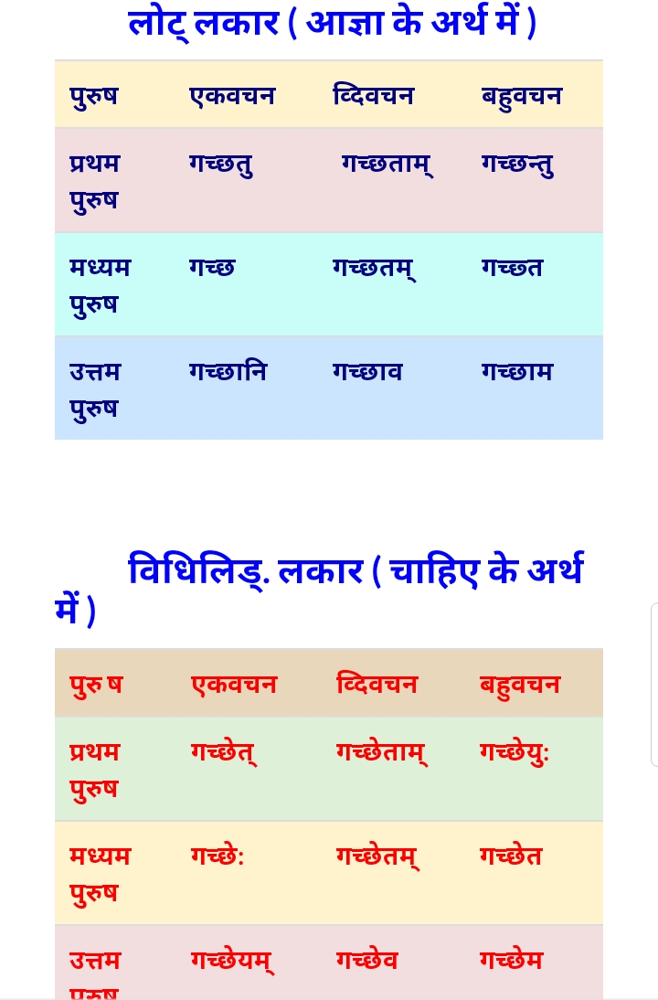 लोट् लकार ( आज्ञा के अर्थ में )
पुरुष एकवचन व्दिवचन बहुवचन
प्रथम गच्छतु गच्छताम् गच्छन्तु
पुरुष
मध्यम गच्छ गच्छतम् गच्छ्त
पुरुष
उत्तम गच्छानि गच्छाव गच्छाम
पुरुष
विधिलिड्. लकार ( चाहिए के अर्थ
में )
पुरु ष एकवचन व्दिवचन बहुवचन
प्रथम गच्छेत् गच्छेताम् गच्छेयु:
पुरुष
मध्यम गच्छे: गच्छेतम् गच्छेत
पुरुष
उत्तम गच्छेयम् गच्छेव गच्छेम
पुरुष